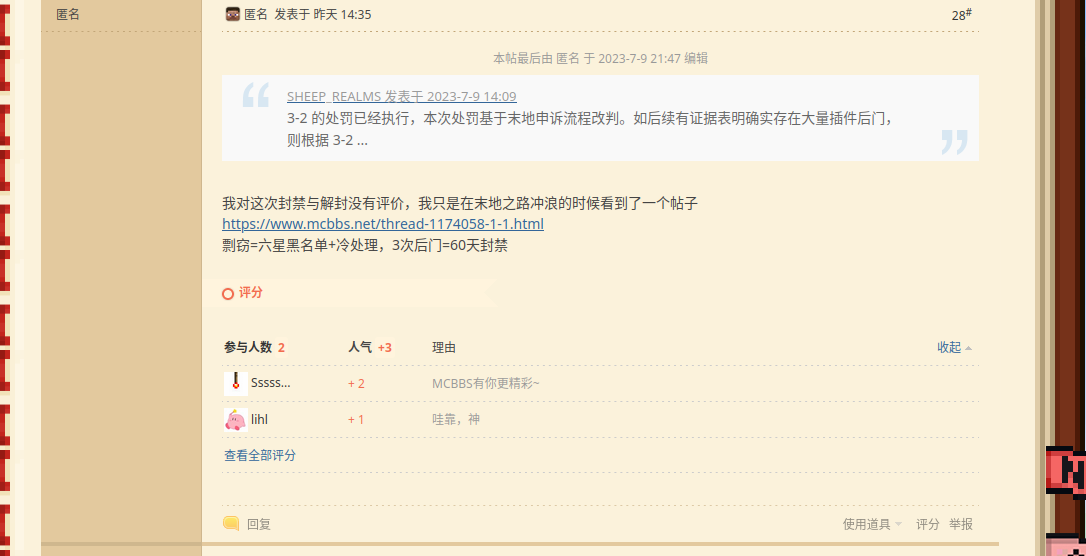 匿名
匿名 发表于 昨天 14:35
28#
本帖最后由 匿名 于 2023-7-9 21:47 编辑
SHEEP_REALMS 发表于 2023-7-9 14:09
3-2 的处罚已经执行，本次处罚基于末地申诉流程改判。如后续有证据表明确实存在大量插件后门，
则根据 3-2 ...
我对这次封禁与解封没有评价，我只是在末地之路冲浪的时候看到了一个帖子
https://www.mcbbs.net/thread-1174058-1-1.html
剽窃=六星黑名单+冷处理，3次后门=60天封禁
评分
参与人数 2 人气 +3 理由 收起
Sssss... + 2 MCBBS有你更精彩~
lihl + 1 哇靠，神
查看全部评分
回复 使用道具 评分 举报